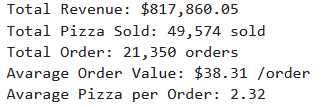 Total Revenue: $817,860.05
Total Pizza Sold: 49,574 sold
Total Order: 21,350 orders
Avarage Order Value: $38.31 /order
Avarage Pizza per Order: 2.32